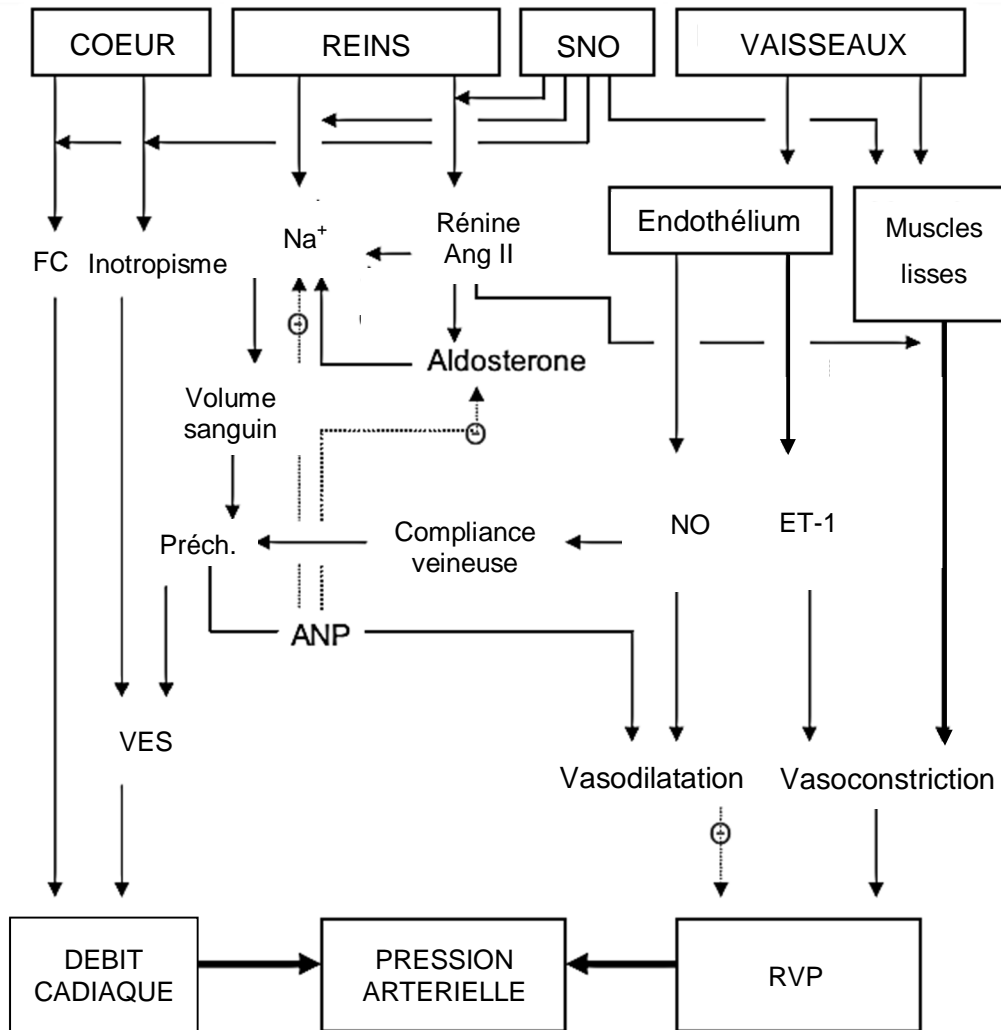 COEUR
REINS
SNO
VAISSEAUX
Endothélium
Muscles
lisses
FC
Inotropisme
Na+
Rénine
Ang II
Aldosterone
Volume
sanguin
Préch.
Compliance
veineuse
NO
ET-1
ANP
VES
Vasodilatation
Vasoconstriction
DEBIT
CADIAQUE
PRESSION
ARTERIELLE
RVP